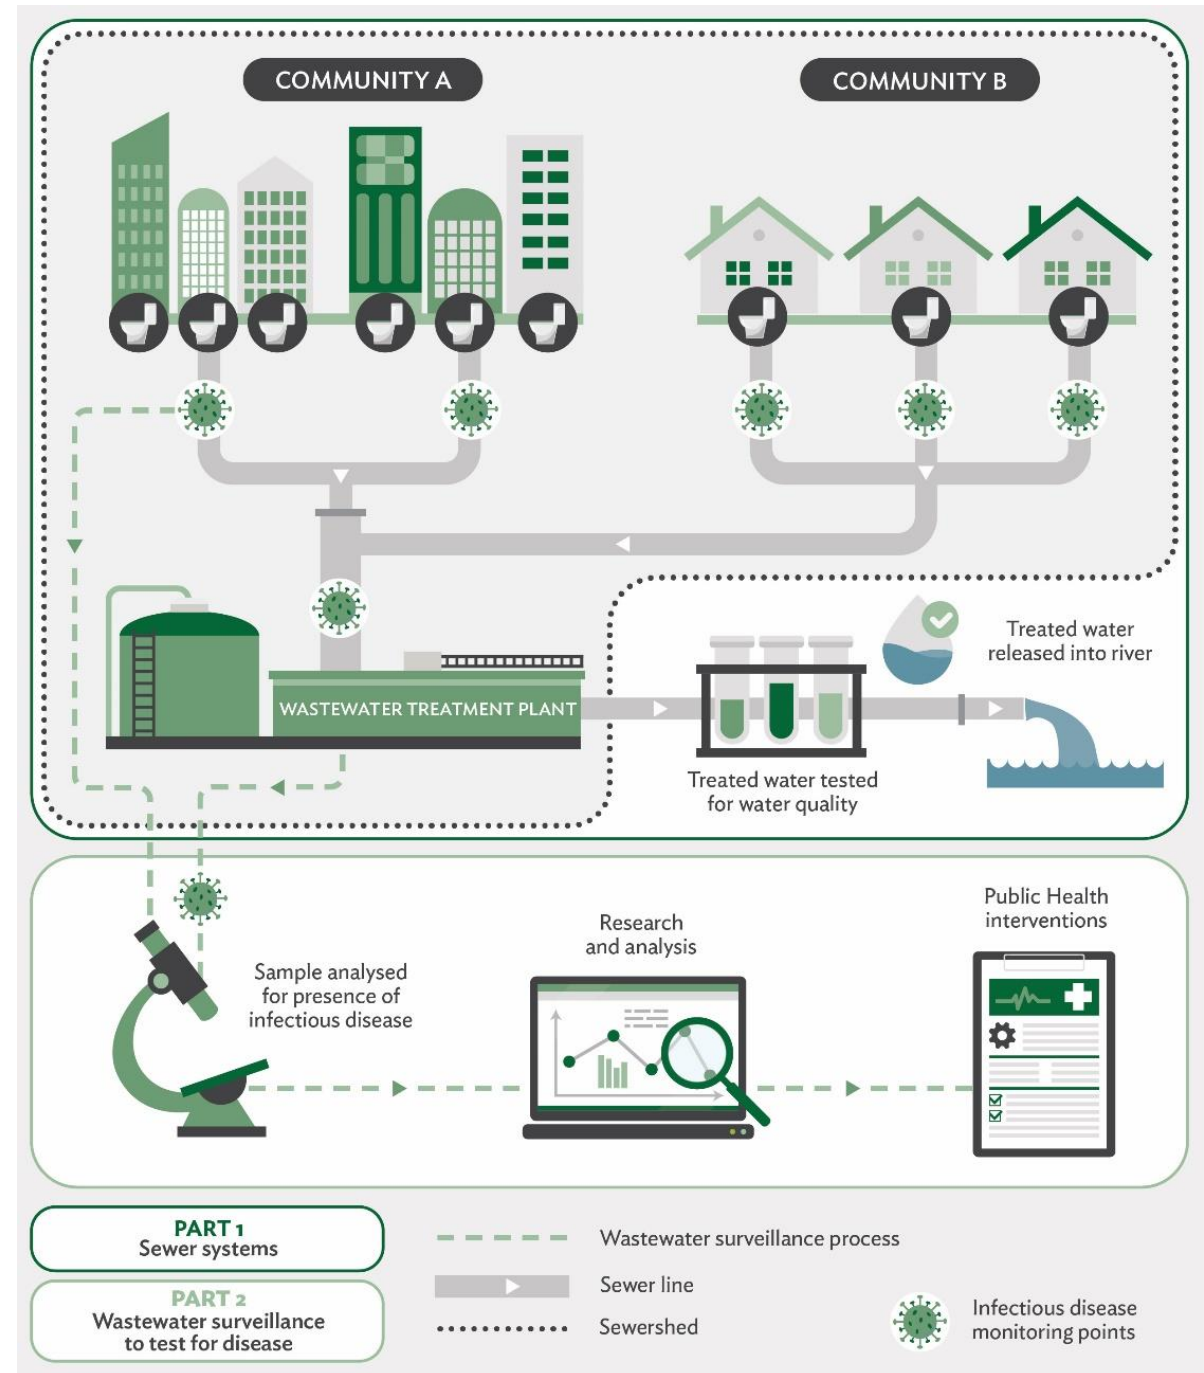 COMMUNITY A
COMMUNITY B
WASTEWATER TREATMENT PLANT
Treated water
released into river
Treated water tested
for water quality
Sample analysed
for presence of
infectious disease
Research
and analysis
Public Health
interventions
PART 1
Sewer systems
PART 2
Wastewater surveillance
to test for disease
Wastewater surveillance process
Sewer line
Sewershed
Infectious disease
monitoring points